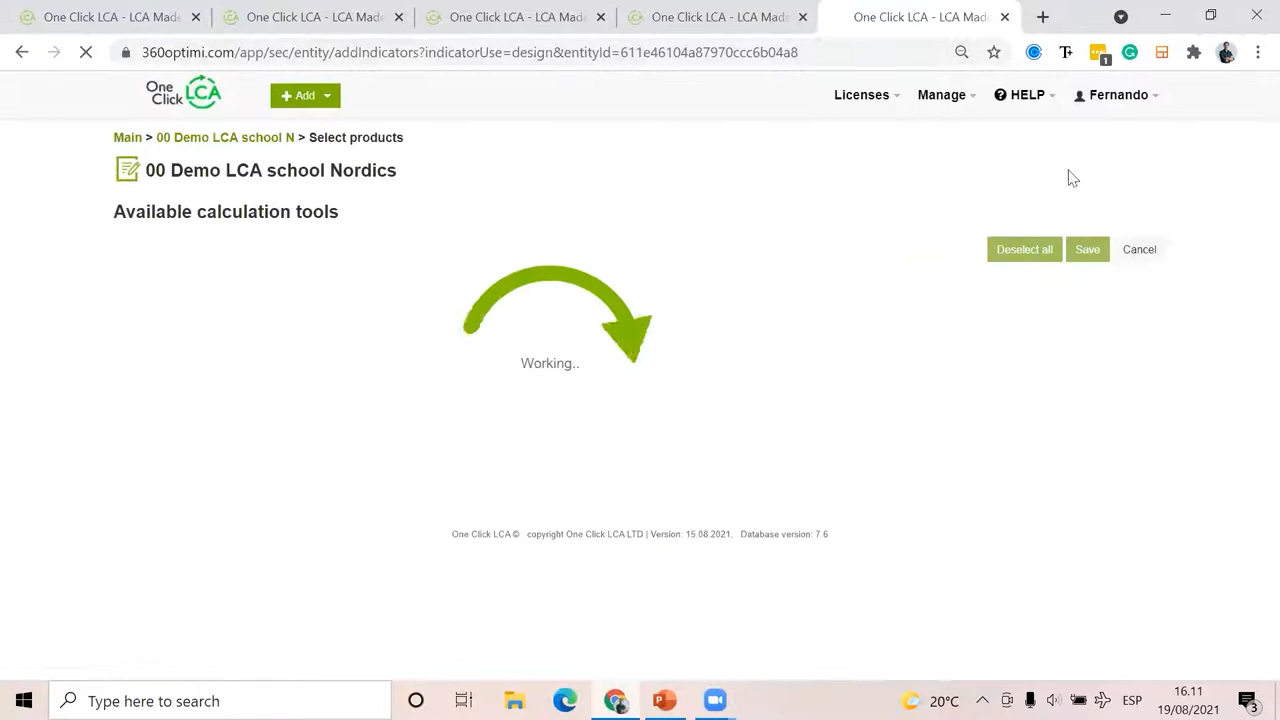 One Click LCA - LCA Made
One Click LCA - LCA Made
One Click LCA - LCA Made
One Click LCA - LCA Made
One Click LCA - LCA Made
360optimi.com/app/sec/entity/addIndicators?indicatorUse=design&entityId=611e46104a87970ccc6b04a8
1
One Click LCA
Add
Licenses
Manage
HELP
Fernando
Main > 00 Demo LCA school N > Select products
00 Demo LCA school Nordics
Available calculation tools
Deselect all
Save
Cancel
Working..
One Click LCA © copyright One Click LCA LTD | Version: 15.08.2021, Database version: 7.6
Type here to search
20°C
ESP
16.11
19/08/2021
3